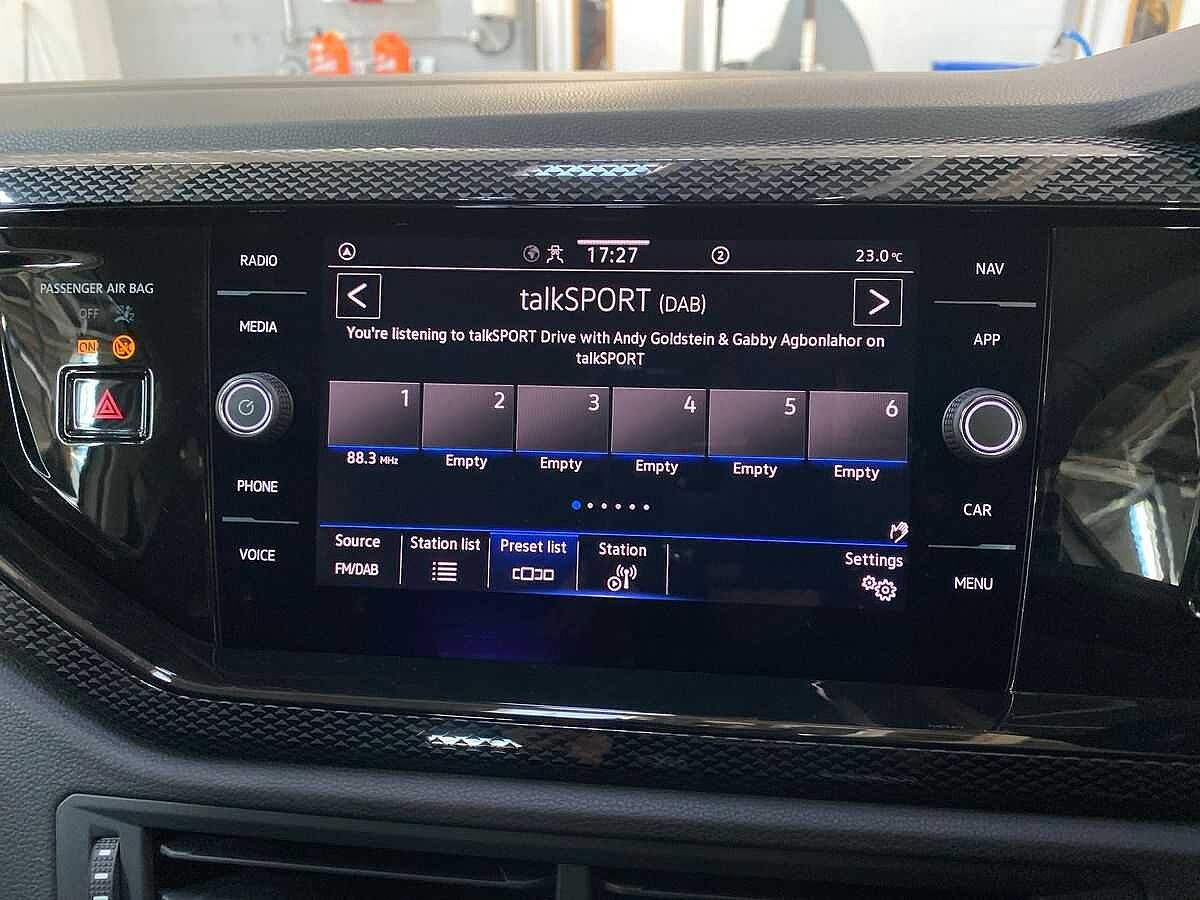 PASSENGER AIR BAG
OFF
ON
RADIO
MEDIA
PHONE
VOICE
17:27
2
23.0 °C
< talkSPORT (DAB) >
You're listening to talkSPORT Drive with Andy Goldstein & Gabby Agbonlahor on
talkSPORT
1 2 3 4 5 6
88.3 MHz Empty Empty Empty Empty Empty
Source Station list Preset list Station Settings
FM/DAB
NAV
APP
CAR
MENU